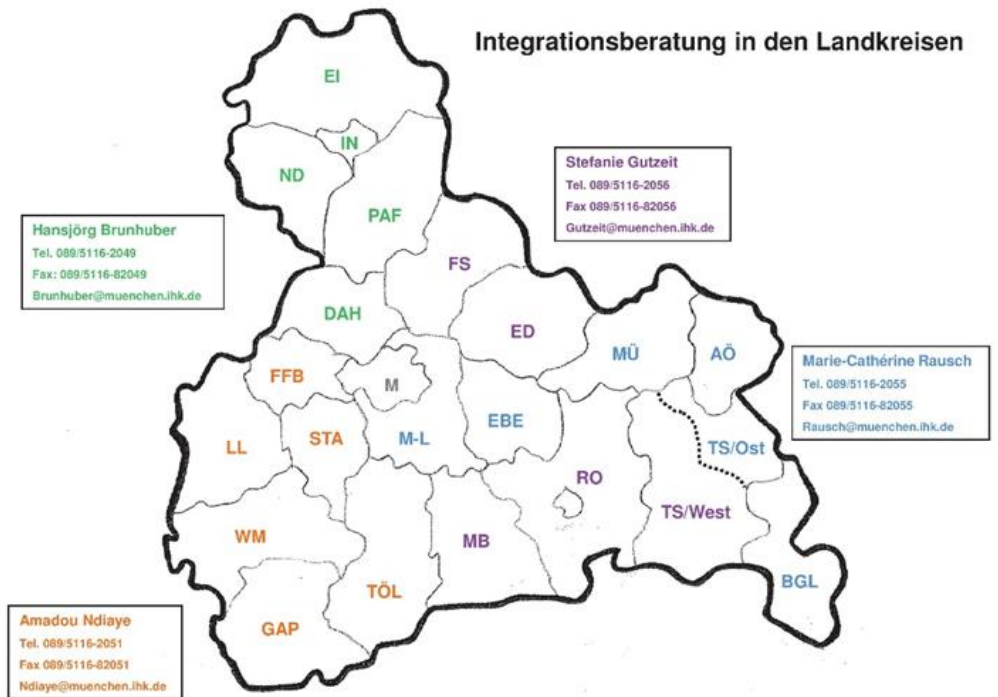 Integrationsberatung in den Landkreisen
EI
IN
ND
PAF
Stefanie Gutzeit
Tel. 089/5116-2056
Fax 089/5116-82056
Gutzeit@muenchen.ihk.de
Hansjörg Brunhuber
Tel. 089/5116-2049
Fax: 089/5116-82049
Brunhuber@muenchen.ihk.de
FS
DAH
ED
MÜ
AÖ
FFB
M
Marie-Cathérine Rausch
Tel. 089/5116-2055
Fax 089/5116-82055
Rausch@muenchen.ihk.de
LL
STA
M-L
EBE
TS/Ost
RO
TS/West
WM
MB
BGL
TÖL
GAP
Amadou Ndiaye
Tel. 089/5116-2051
Fax 089/5116-82051
Ndiaye@muenchen.ihk.de